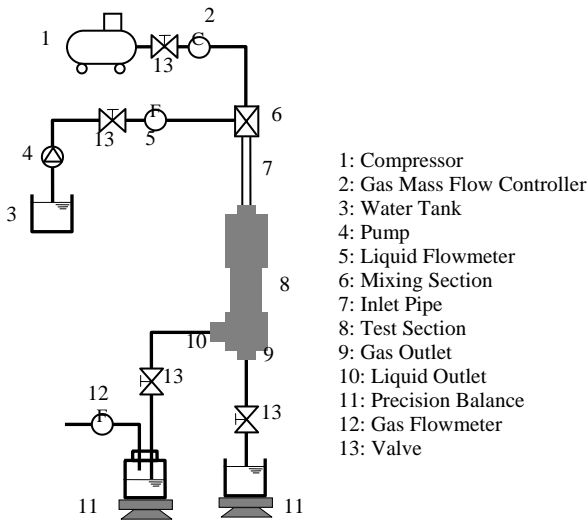 2
1
C
13
6
F
13
5
4
7
3
8
10
9
13
12
13
F
11
11
1: Compressor
2: Gas Mass Flow Controller
3: Water Tank
4: Pump
5: Liquid Flowmeter
6: Mixing Section
7: Inlet Pipe
8: Test Section
9: Gas Outlet
10: Liquid Outlet
11: Precision Balance
12: Gas Flowmeter
13: Valve